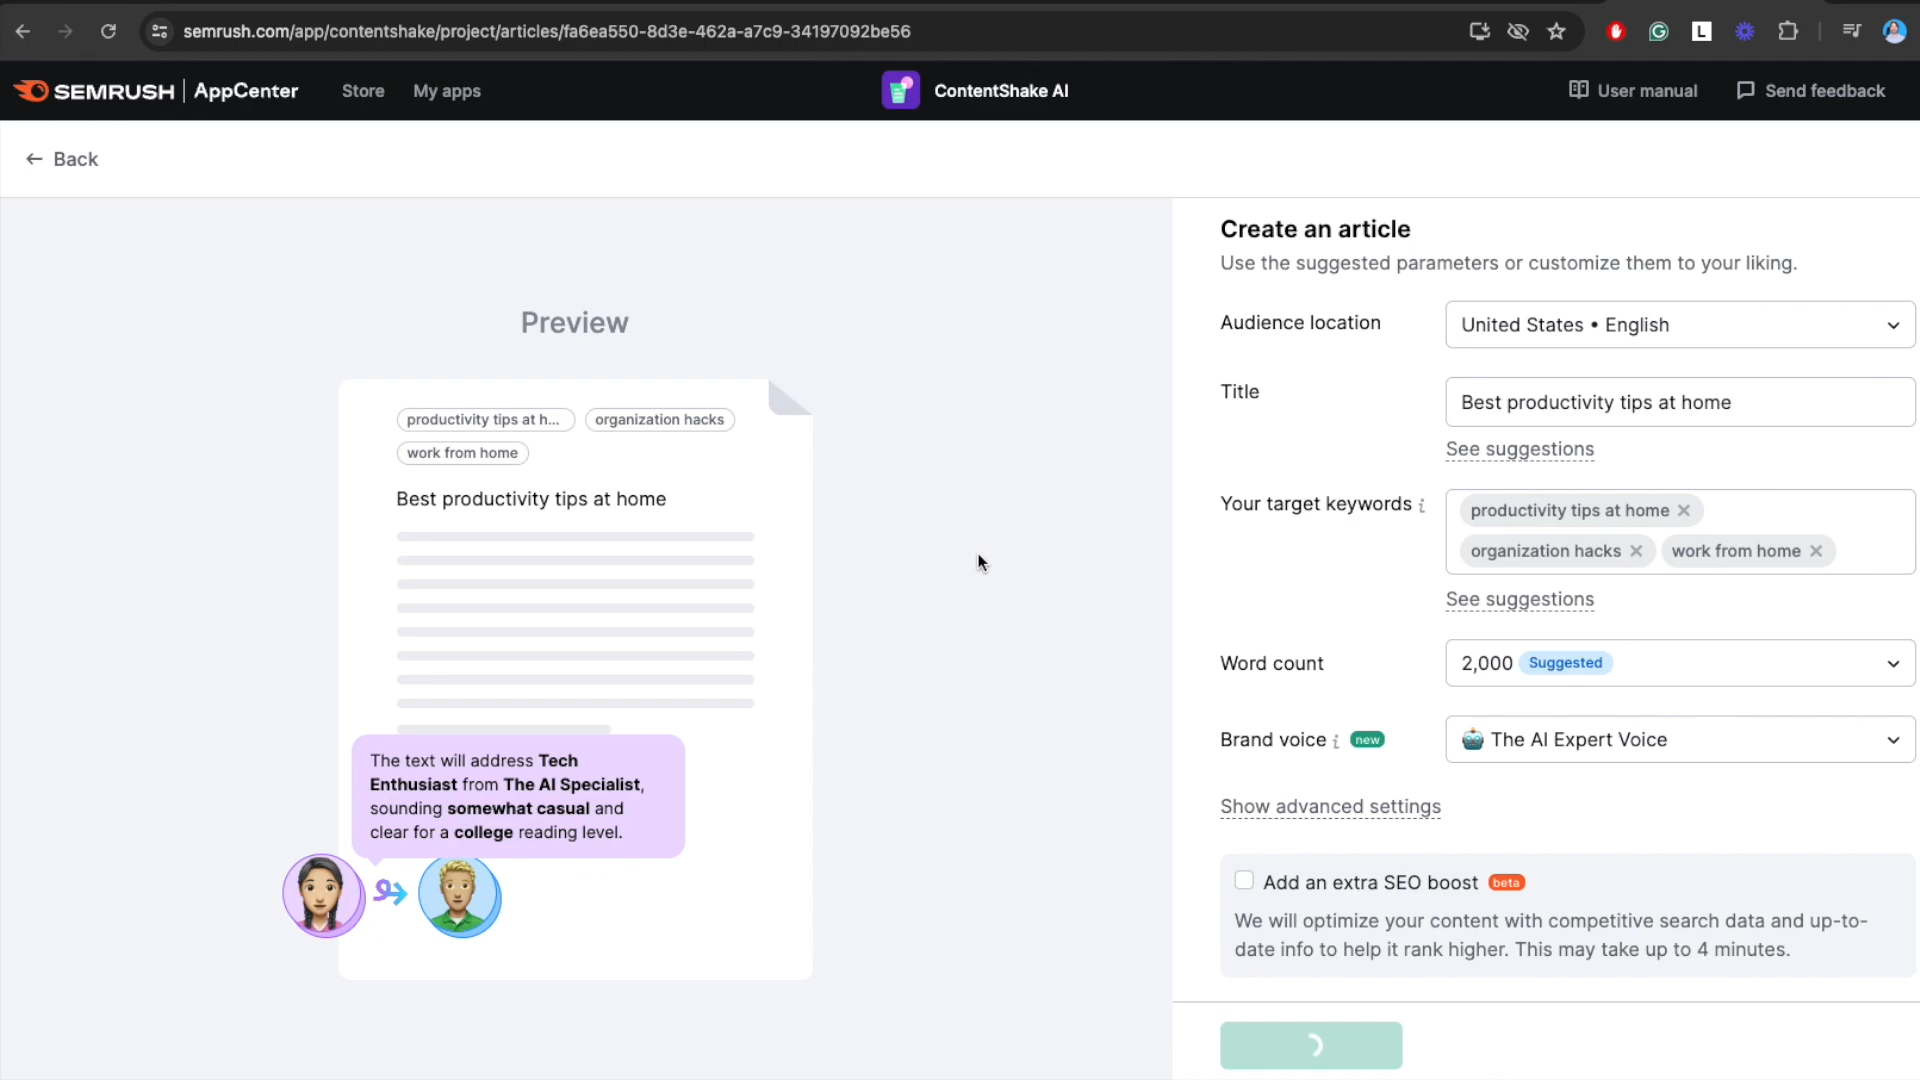 semrush.com/app/contentshake/project/articles/fa6ea550-8d3e-462a-a7c9-34197092be56
L
SEMRUSH AppCenter Store My apps ContentShake AI User manual Send feedback
Back
Preview
productivity tips at h... organization hacks
work from home
Best productivity tips at home
The text will address Tech
Enthusiast from The AI Specialist,
sounding somewhat casual and
clear for a college reading level.
Create an article
Use the suggested parameters or customize them to your liking.
Audience location United States • English
Title Best productivity tips at home
See suggestions
Your target keywords i productivity tips at home
organization hacks work from home
See suggestions
Word count 2,000 Suggested
Brand voice i new The AI Expert Voice
Show advanced settings
Add an extra SEO boost beta
We will optimize your content with competitive search data and up-to-
date info to help it rank higher. This may take up to 4 minutes.